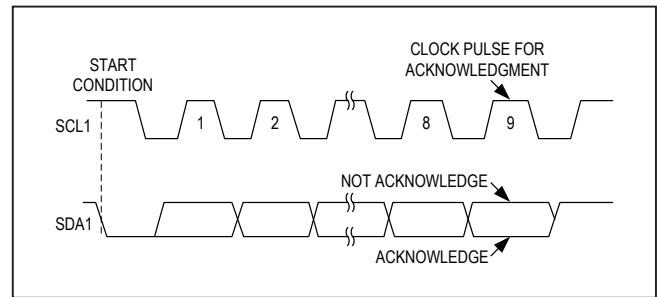 START
CONDITION
CLOCK PULSE FOR
ACKNOWLEDGMENT
SCL1
1
2
8
9
NOT ACKNOWLEDGE
SDA1
ACKNOWLEDGE